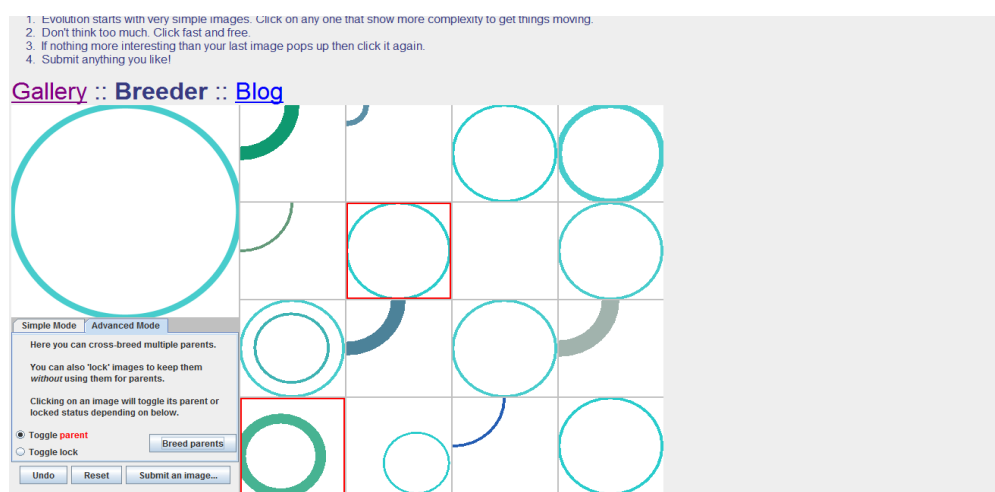 1. Evolution starts with very simple images. Click on any one that show more complexity to get things moving.
2. Don't think too much. Click fast and free.
3. If nothing more interesting than your last image pops up then click it again.
4. Submit anything you like!
Gallery :: Breeder :: Blog
Simple Mode Advanced Mode
Here you can cross-breed multiple parents.
You can also 'lock' images to keep them
without using them for parents.
Clicking on an image will toggle its parent or
locked status depending on below.
Toggle parent
Breed parents
Toggle lock
Undo Reset Submit an image...